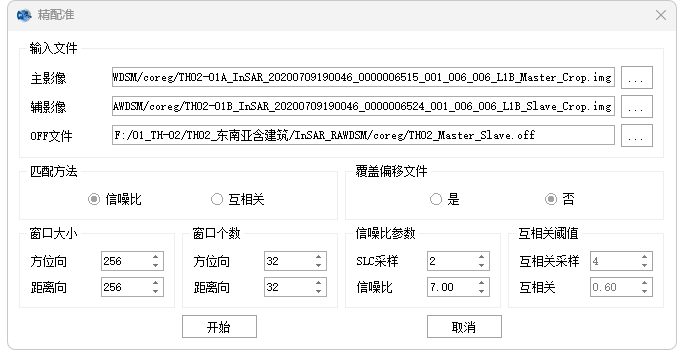 精配准
输入文件
主影像 WDSM/coreg/TH02-01A_InSAR_20200709190046_0000006515_001_006_006_L1B_Master_Crop.img ...
辅影像 AWDSM/coreg/TH02-01B_InSAR_20200709190046_0000006524_001_006_006_L1B_Slave_Crop.img ...
OFF文件 F:/01_TH-02/TH02_东南亚含建筑/InSAR_RAWDSM/coreg/TH02_Master_Slave.off ...
匹配方法 覆盖偏移文件
信噪比 互相关 是 否
窗口大小 窗口个数 信噪比参数 互相关阈值
方位向 256 方位向 32 SLC采样 2 互相关采样 4
距离向 256 距离向 32 信噪比 7.00 互相关 0.60
开始 取消